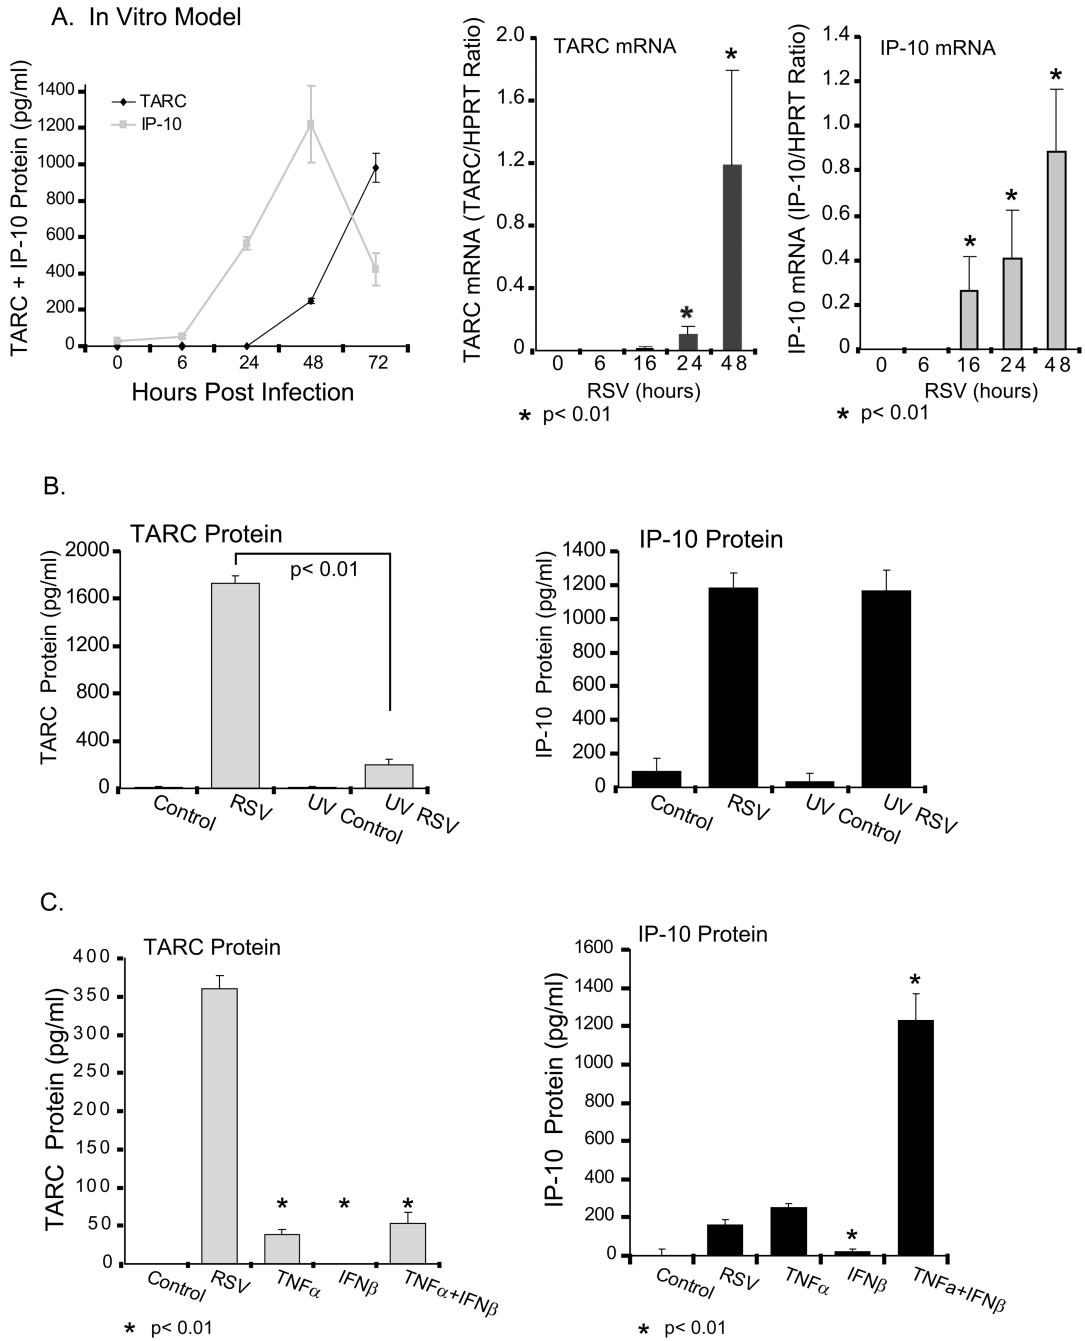 A. In Vitro Model
TARC + IP-10 Protein (pg/ml)
1400
1200
1000
800
600
400
200
0
TARC
IP-10
0 6 24 48 72
Hours Post Infection
TARC mRNA (TARC/HPRT Ratio)
2.0
1.6
1.2
0.8
0.4
0
TARC mRNA
*
*
0 6 16 24 48
RSV (hours)
* p< 0.01
IP-10 mRNA (IP-10/HPRT Ratio)
1.4
1.2
1.0
0.8
0.6
0.4
0.2
0
IP-10 mRNA
*
*
*
0 6 16 24 48
RSV (hours)
* p< 0.01
B.
TARC Protein
TARC Protein (pg/ml)
2000
1600
1200
800
400
0
p< 0.01
Control RSV UV Control UV RSV
IP-10 Protein
IP-10 Protein (pg/ml)
1400
1200
1000
800
600
400
200
0
Control RSV UV Control UV RSV
C.
TARC Protein
TARC Protein (pg/ml)
400
350
300
250
200
150
100
50
0
* * *
Control RSV TNFα IFNβ TNFα+IFNβ
* p< 0.01
IP-10 Protein
IP-10 Protein (pg/ml)
1600
1400
1200
1000
800
600
400
200
0
*
*
Control RSV TNFα IFNβ TNFa+IFNβ
* p< 0.01